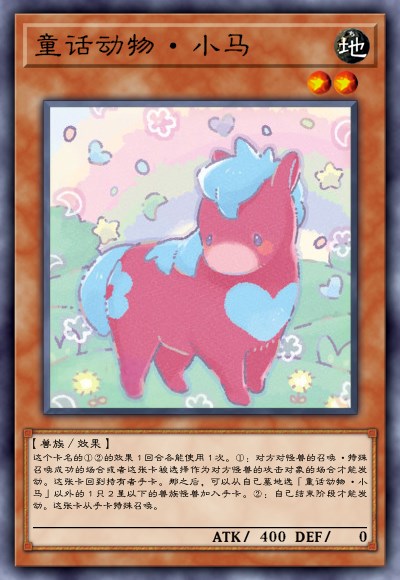 童话动物·小马
地
【兽族／效果】
这个卡名的①②的效果1回合各能使用1次。①：对方对怪兽的召唤·特殊
召唤成功的场合或者这张卡被选择作为对方怪兽的攻击对象的场合才能发
动。这张卡回到持有者手卡。那之后，可以从自己墓地选「童话动物·小
马」以外的1只2星以下的兽族怪兽加入手卡。②：自己结束阶段才能发
动。这张卡从手卡特殊召唤。
ATK/ 400 DEF/ 0